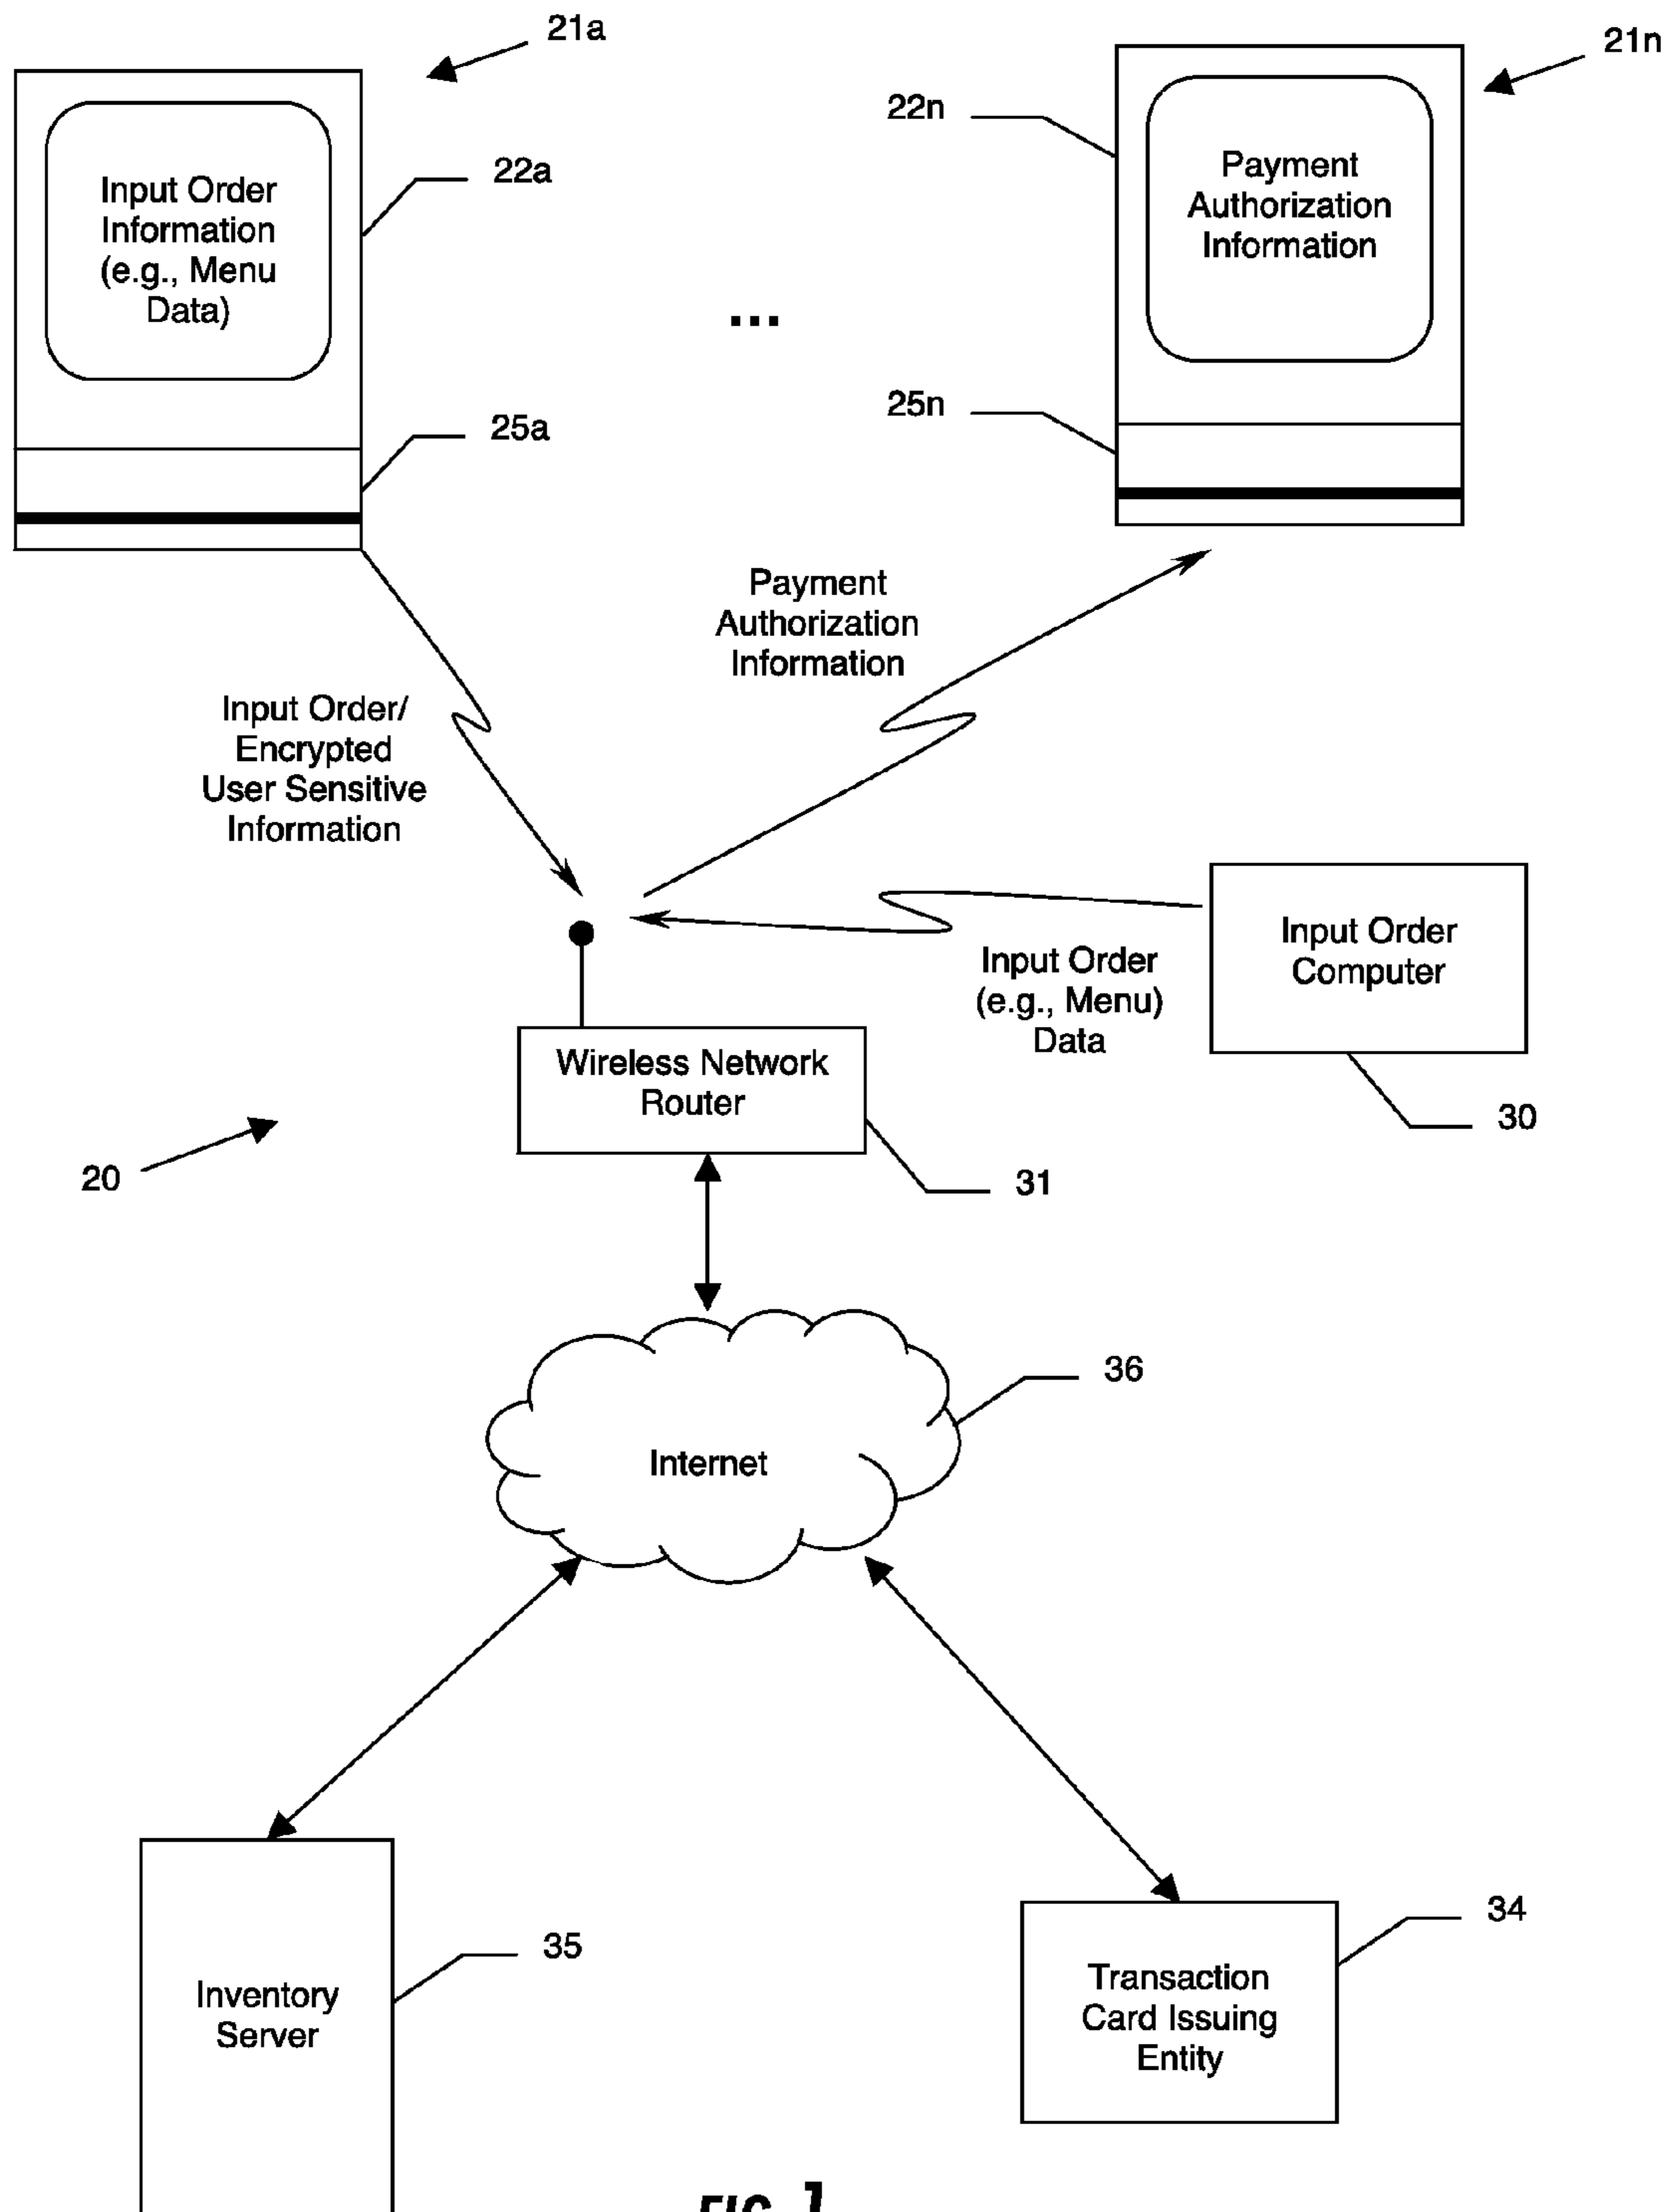 21a
21n
22n
Payment
Authorization
Information
Input Order
Information
(e.g., Menu
Data)
22a
...
25n
25a
Payment
Authorization
Information
Input Order/
Encrypted
User Sensitive
Information
Input Order
Computer
Input Order
(e.g., Menu)
Data
Wireless Network
Router
30
20
31
36
Internet
34
35
Inventory
Server
Transaction
Card Issuing
Entity
FIG. 1